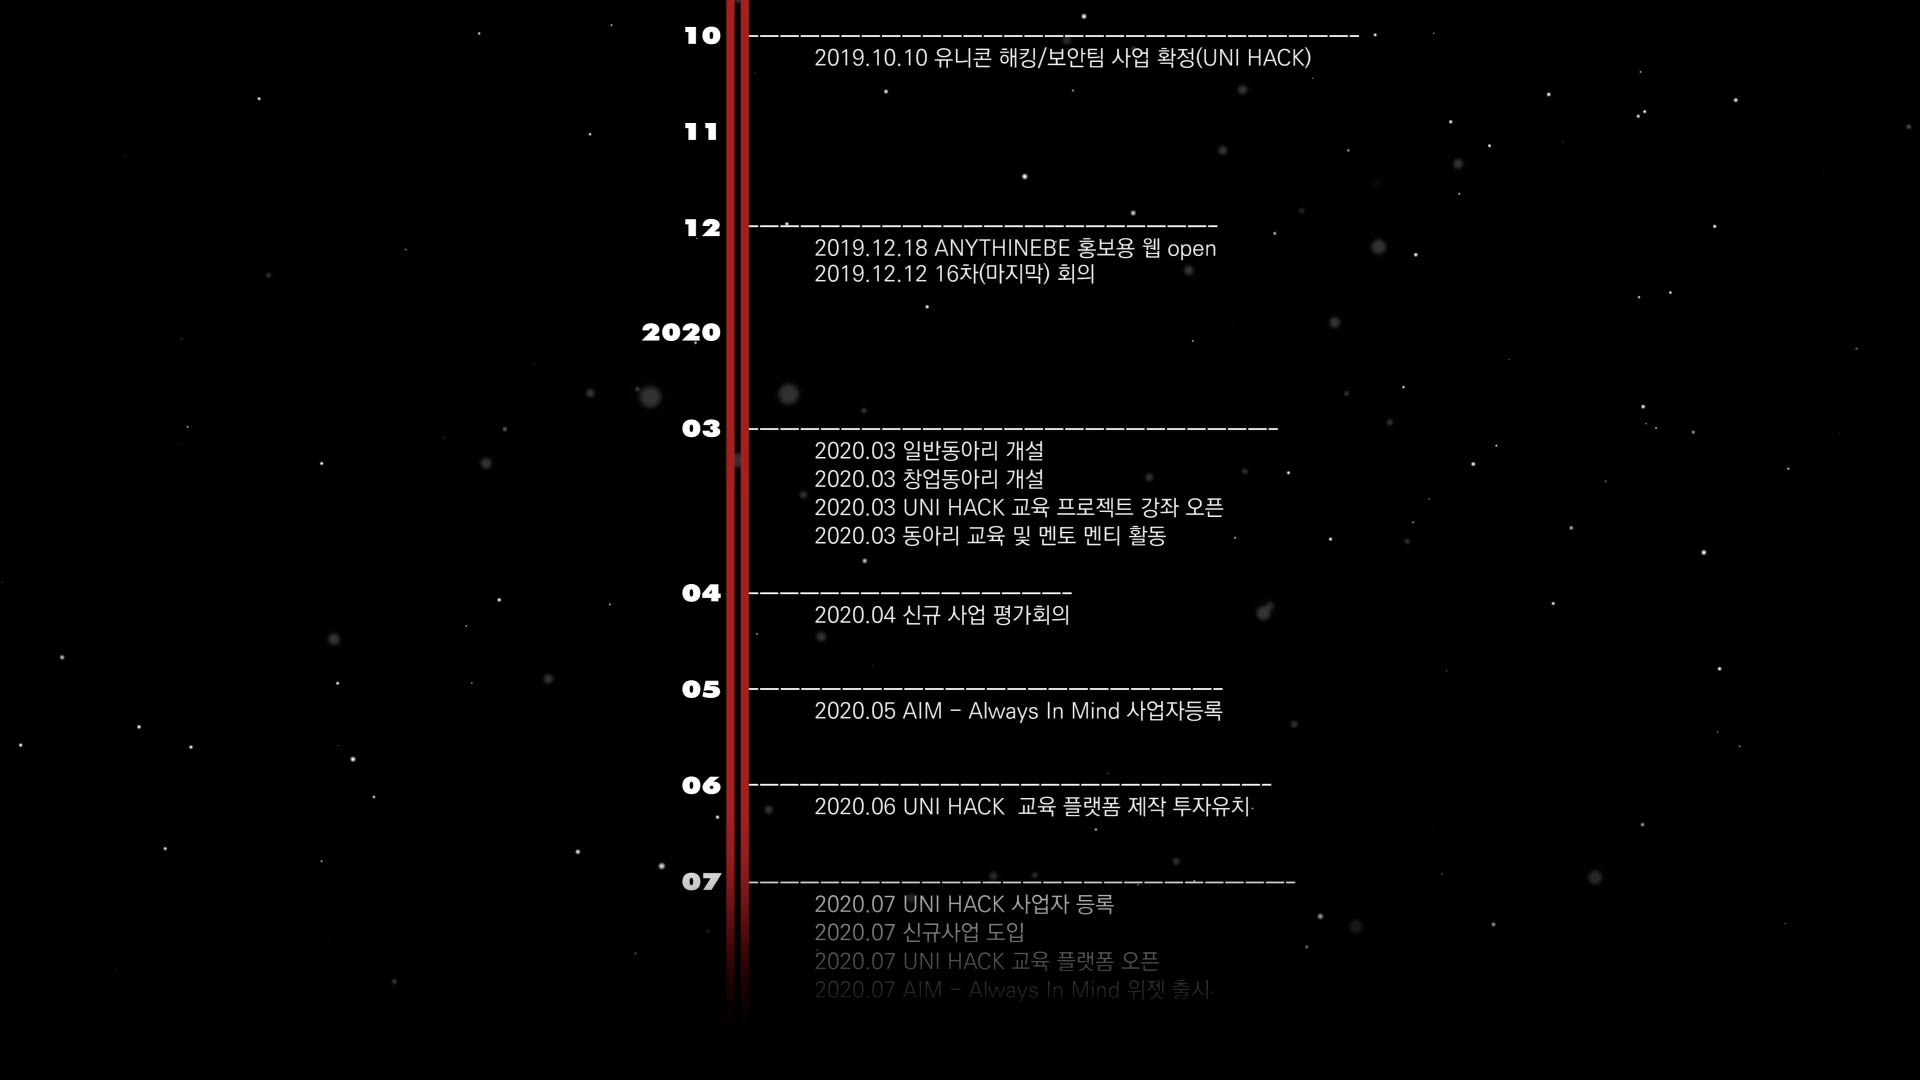 10
2019.10.10 유니콘 해킹/보안팀 사업 확정(UNI HACK)
11
12
2019.12.18 ANYTHINEBE 홍보용 웹 open
2019.12.12 16차(마지막) 회의
2020
03
2020.03 일반동아리 개설
2020.03 창업동아리 개설
2020.03 UNI HACK 교육 프로젝트 강좌 오픈
2020.03 동아리 교육 및 멘토 멘티 활동
04
2020.04 신규 사업 평가회의
05
2020.05 AIM - Always In Mind 사업자등록
06
2020.06 UNI HACK  교육 플랫폼 제작 투자유치
07
2020.07 UNI HACK 사업자 등록
2020.07 신규사업 도입
2020.07 UNI HACK 교육 플랫폼 오픈
2020.07 AIM - Always In Mind 위젯 출시